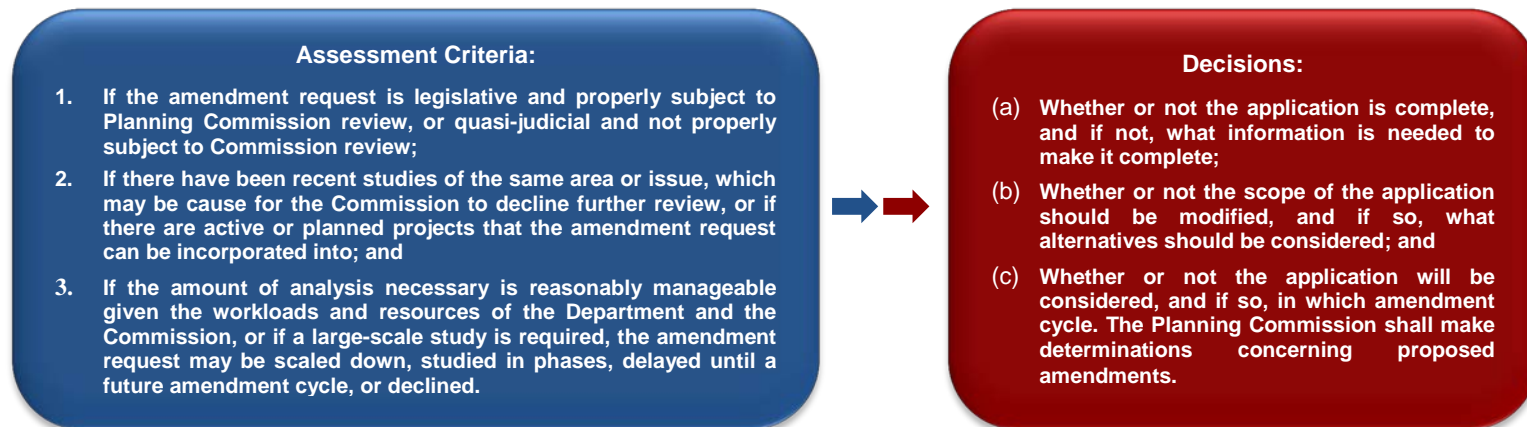 Assessment Criteria:
1. If the amendment request is legislative and properly subject to
Planning Commission review, or quasi-judicial and not properly
subject to Commission review;
2. If there have been recent studies of the same area or issue, which
may be cause for the Commission to decline further review, or if
there are active or planned projects that the amendment request
can be incorporated into; and
3. If the amount of analysis necessary is reasonably manageable
given the workloads and resources of the Department and the
Commission, or if a large-scale study is required, the amendment
request may be scaled down, studied in phases, delayed until a
future amendment cycle, or declined.
Decisions:
(a) Whether or not the application is complete,
and if not, what information is needed to
make it complete;
(b) Whether or not the scope of the application
should be modified, and if so, what
alternatives should be considered; and
(c) Whether or not the application will be
considered, and if so, in which amendment
cycle. The Planning Commission shall make
determinations concerning proposed
amendments.